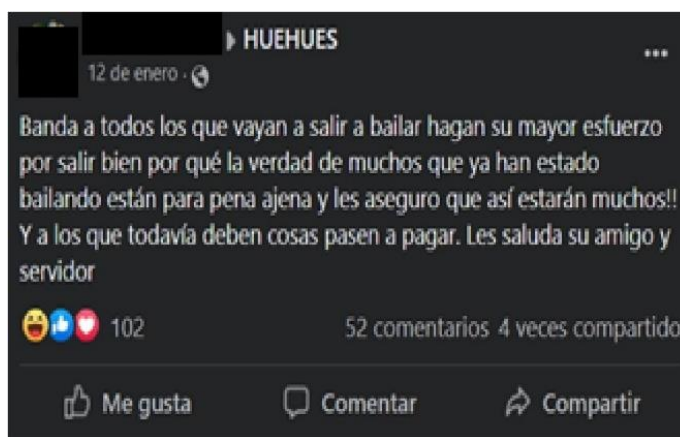 HUEHUES
12 de enero ·
Banda a todos los que vayan a salir a bailar hagan su mayor esfuerzo
por salir bien por qué la verdad de muchos que ya han estado
bailando están para pena ajena y les aseguro que así estarán muchos!!
Y a los que todavía deben cosas pasen a pagar. Les saluda su amigo y
servidor
102 52 comentarios 4 veces compartido
Me gusta Comentar Compartir